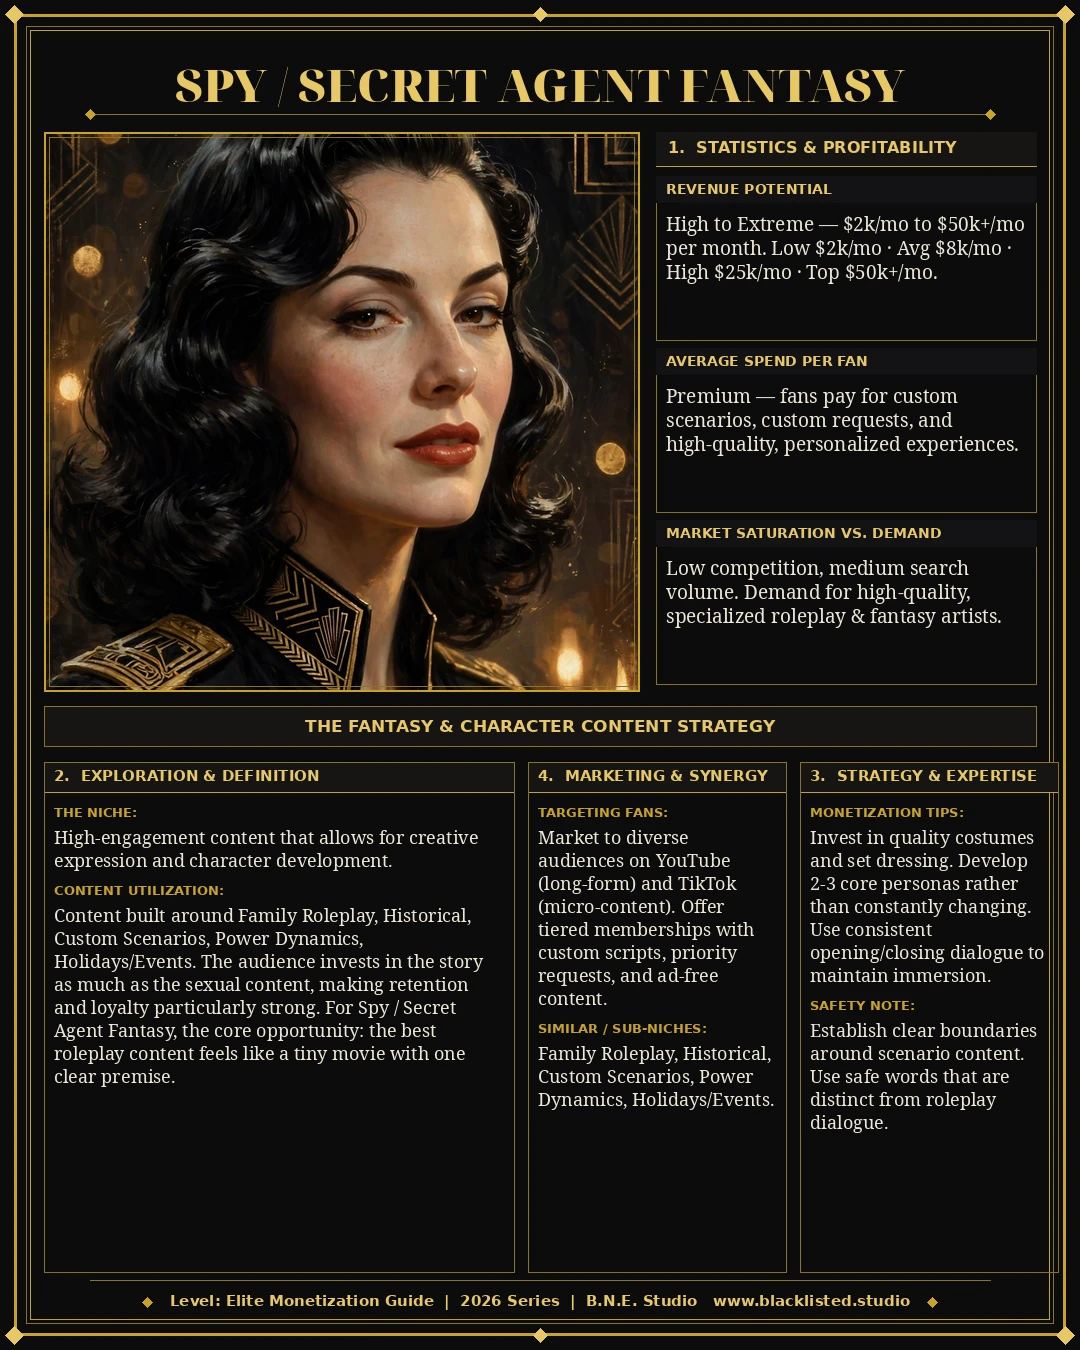 SPY / SECRET AGENT FANTASY
1. STATISTICS & PROFITABILITY
REVENUE POTENTIAL
High to Extreme — $2k/mo to $50k+/mo
per month. Low $2k/mo · Avg $8k/mo ·
High $25k/mo · Top $50k+/mo.
AVERAGE SPEND PER FAN
Premium — fans pay for custom
scenarios, custom requests, and
high-quality, personalized experiences.
MARKET SATURATION VS. DEMAND
Low competition, medium search
volume. Demand for high-quality,
specialized roleplay & fantasy artists.
THE FANTASY & CHARACTER CONTENT STRATEGY
2. EXPLORATION & DEFINITION
THE NICHE:
High-engagement content that allows for creative
expression and character development.
CONTENT UTILIZATION:
Content built around Family Roleplay, Historical,
Custom Scenarios, Power Dynamics,
Holidays/Events. The audience invests in the story
as much as the sexual content, making retention
and loyalty particularly strong. For Spy / Secret
Agent Fantasy, the core opportunity: the best
roleplay content feels like a tiny movie with one
clear premise.
4. MARKETING & SYNERGY
TARGETING FANS:
Market to diverse
audiences on YouTube
(long-form) and TikTok
(micro-content). Offer
tiered memberships with
custom scripts, priority
requests, and ad-free
content.
SIMILAR / SUB-NICHES:
Family Roleplay, Historical,
Custom Scenarios, Power
Dynamics, Holidays/Events.
3. STRATEGY & EXPERTISE
MONETIZATION TIPS:
Invest in quality costumes
and set dressing. Develop
2-3 core personas rather
than constantly changing.
Use consistent
opening/closing dialogue to
maintain immersion.
SAFETY NOTE:
Establish clear boundaries
around scenario content.
Use safe words that are
distinct from roleplay
dialogue.
Level: Elite Monetization Guide | 2026 Series | B.N.E. Studio www.blacklisted.studio